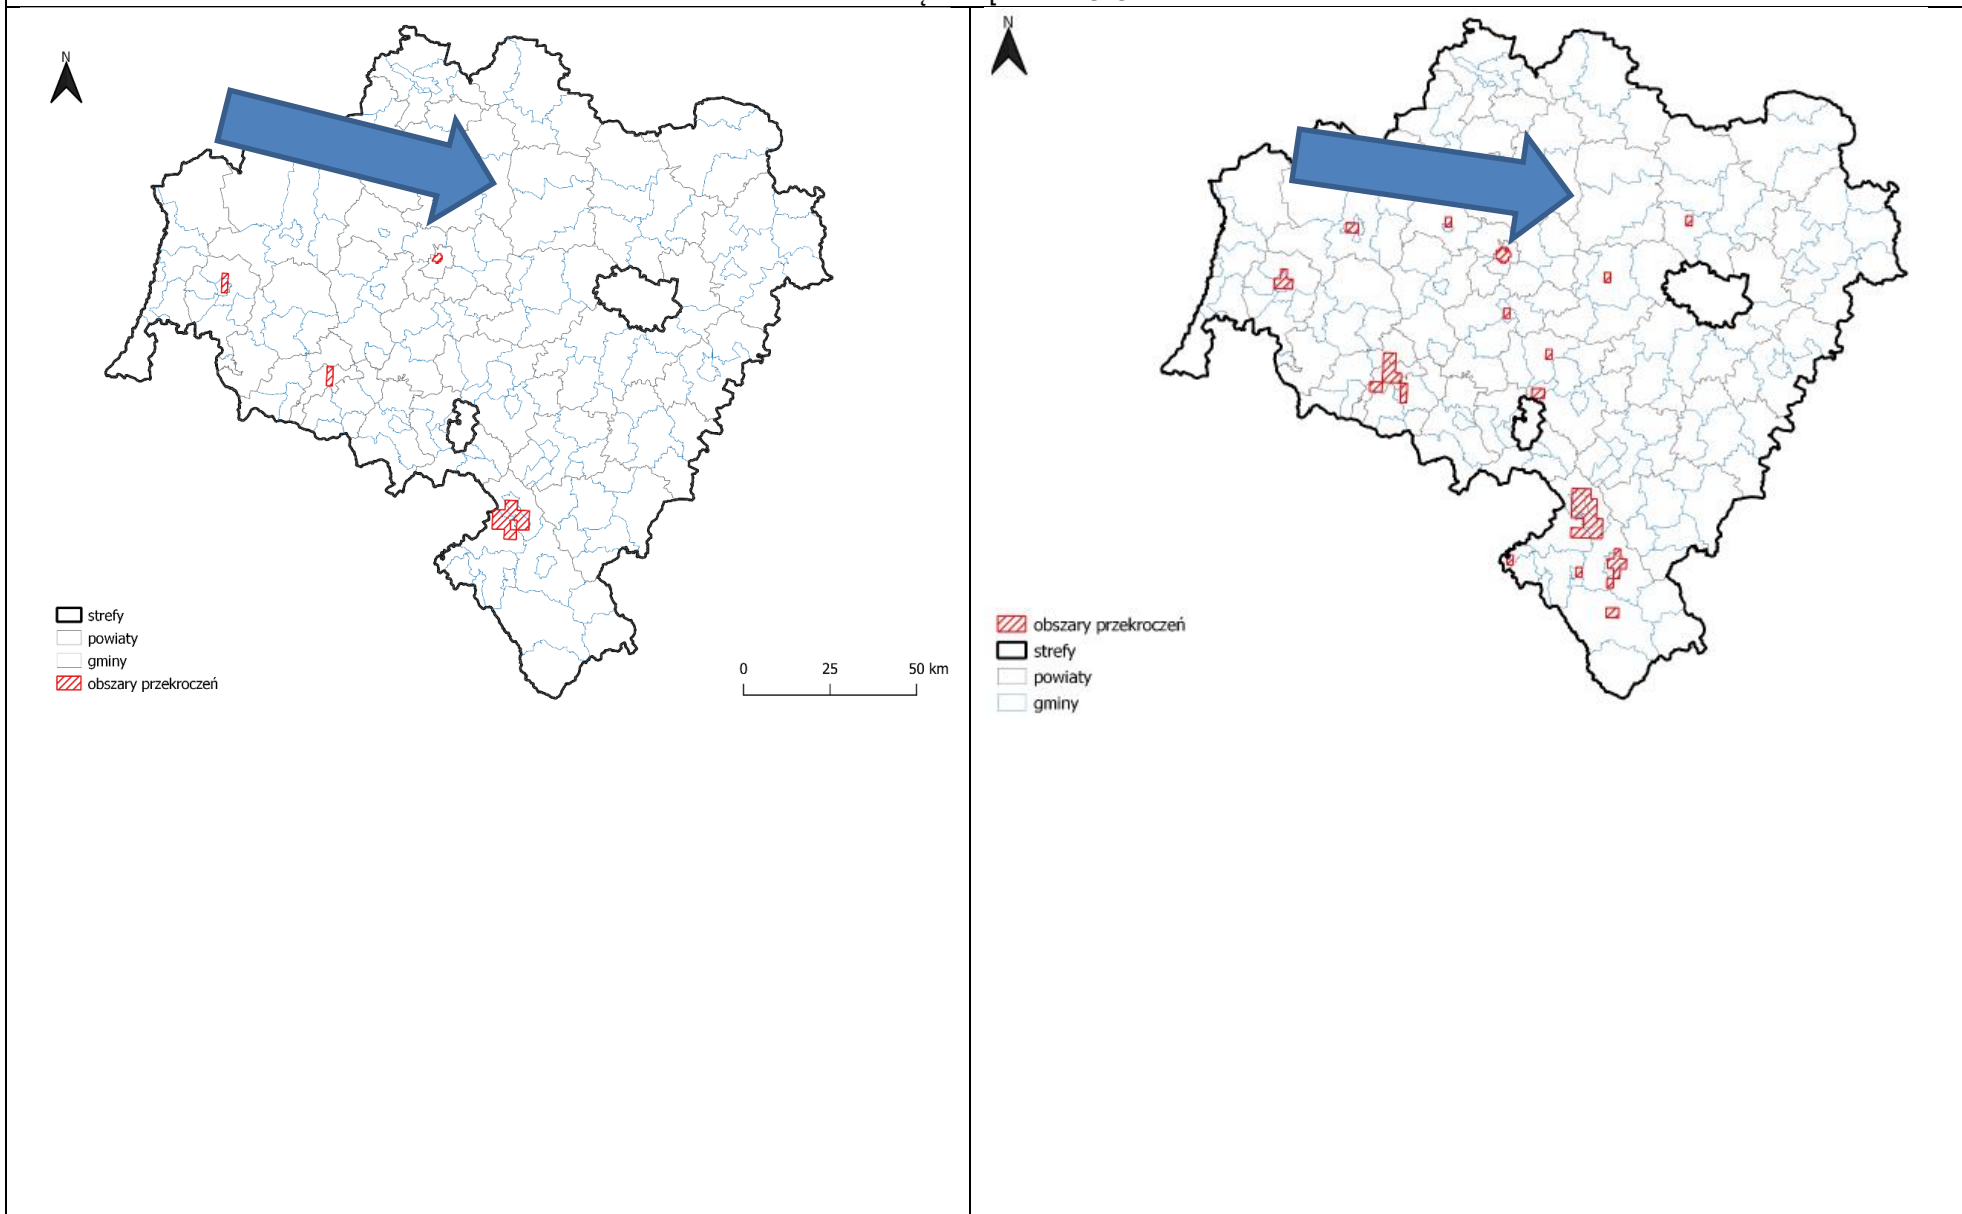 N
strefy
powiaty
gminy
obszary przekroczeń
0 25 50 km
N
obszary przekroczeń
strefy
powiaty
gminy